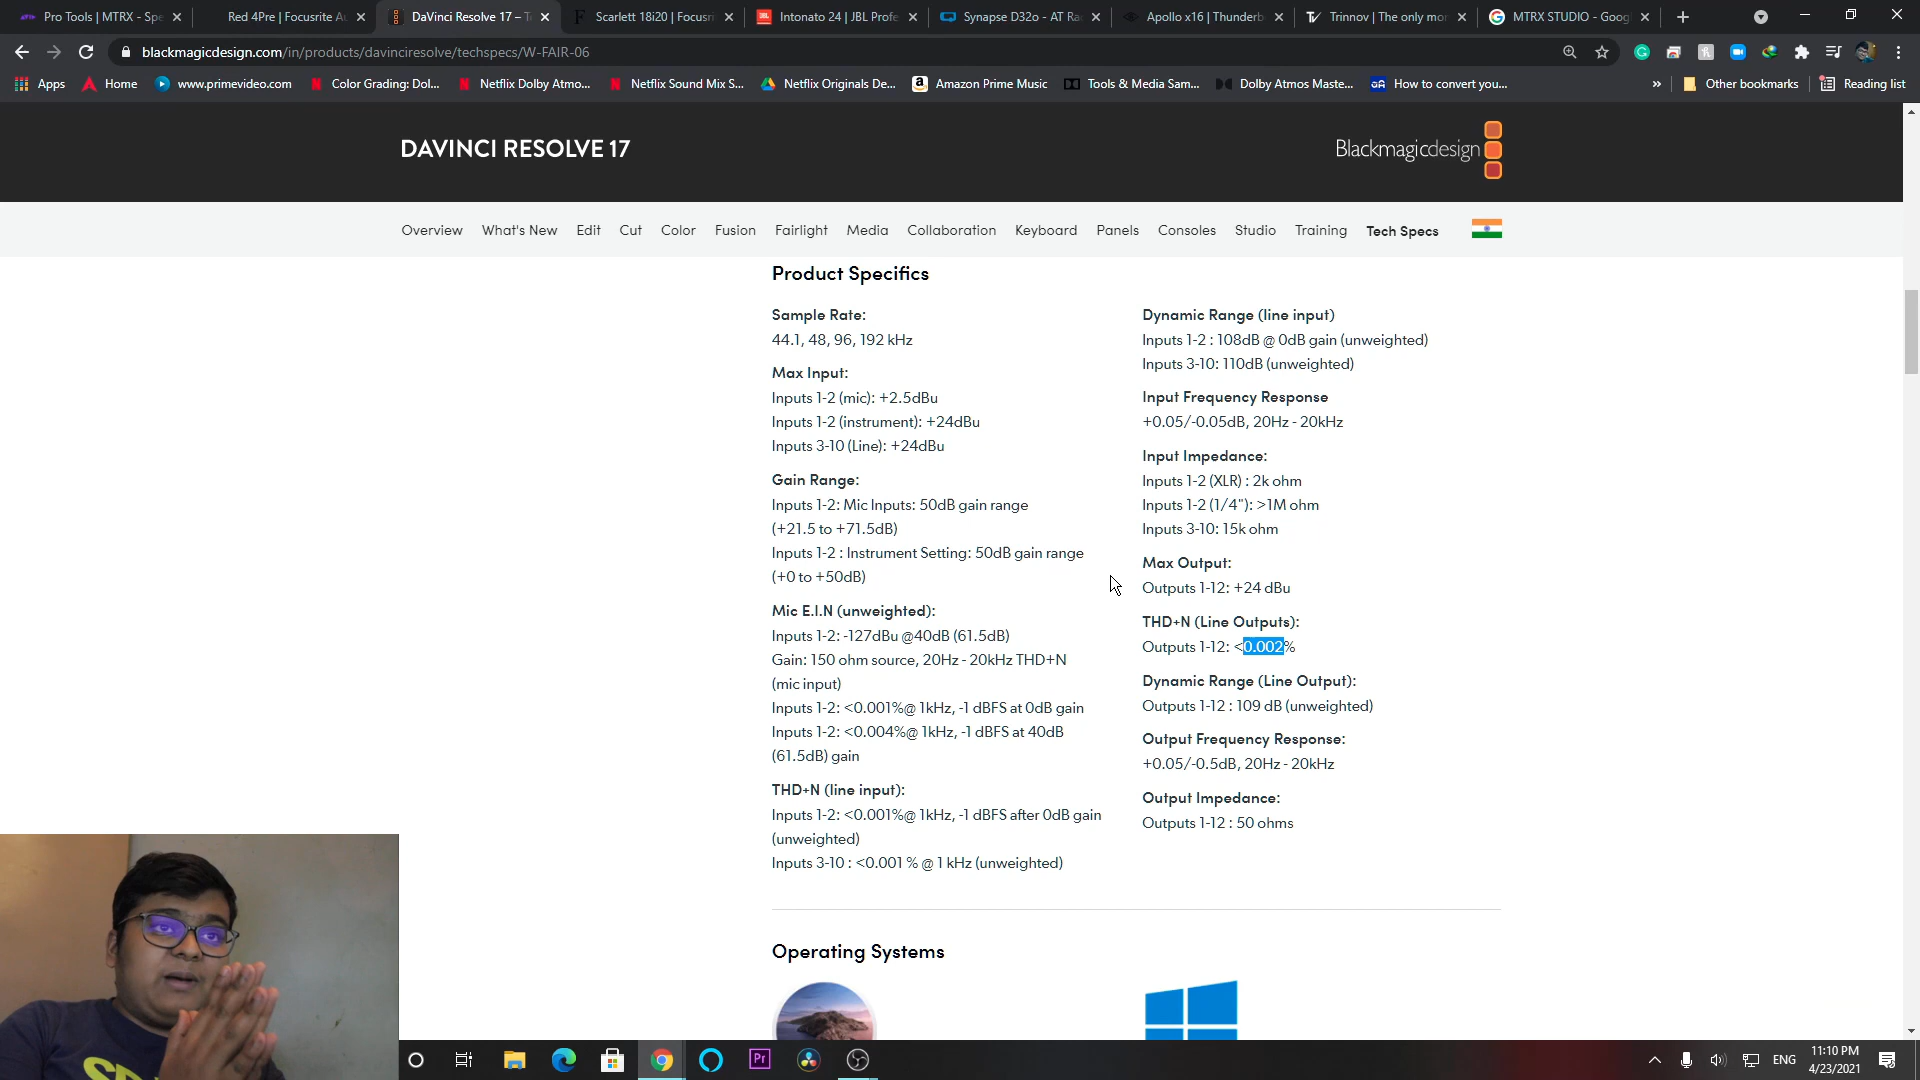 Pro Tools | MTRX - Spe
Red 4Pre | Focusrite Au
DaVinci Resolve 17 – T
Scarlett 18i20 | Focusri
Intonato 24 | JBL Profe
Synapse D32o - AT Ra
Apollo x16 | Thunderb
Trinnov | The only mo
MTRX STUDIO - Goog
blackmagicdesign.com/in/products/davinciresolve/techspecs/W-FAIR-06
Apps
Home
www.primevideo.com
Color Grading: Dol...
Netflix Dolby Atmo...
Netflix Sound Mix S...
Netflix Originals De...
Amazon Prime Music
Tools & Media Sam...
Dolby Atmos Maste...
How to convert you...
»
Other bookmarks
Reading list
DAVINCI RESOLVE 17
Blackmagicdesign
Overview What's New Edit Cut Color Fusion Fairlight Media Collaboration Keyboard Panels Consoles Studio Training Tech Specs
Product Specifics
Sample Rate:
44.1, 48, 96, 192 kHz
Max Input:
Inputs 1-2 (mic): +2.5dBu
Inputs 1-2 (instrument): +24dBu
Inputs 3-10 (Line): +24dBu
Gain Range:
Inputs 1-2: Mic Inputs: 50dB gain range
(+21.5 to +71.5dB)
Inputs 1-2 : Instrument Setting: 50dB gain range
(+0 to +50dB)
Mic E.I.N (unweighted):
Inputs 1-2: -127dBu @40dB (61.5dB)
Gain: 150 ohm source, 20Hz - 20kHz THD+N
(mic input)
Inputs 1-2: <0.001%@ 1kHz, -1 dBFS at 0dB gain
Inputs 1-2: <0.004%@ 1kHz, -1 dBFS at 40dB
(61.5dB) gain
THD+N (line input):
Inputs 1-2: <0.001%@ 1kHz, -1 dBFS after 0dB gain
(unweighted)
Inputs 3-10 : <0.001 % @ 1 kHz (unweighted)
Dynamic Range (line input)
Inputs 1-2 : 108dB @ 0dB gain (unweighted)
Inputs 3-10: 110dB (unweighted)
Input Frequency Response
+0.05/-0.05dB, 20Hz - 20kHz
Input Impedance:
Inputs 1-2 (XLR) : 2k ohm
Inputs 1-2 (1/4"): >1M ohm
Inputs 3-10: 15k ohm
Max Output:
Outputs 1-12: +24 dBu
THD+N (Line Outputs):
Outputs 1-12: <0.002%
Dynamic Range (Line Output):
Outputs 1-12 : 109 dB (unweighted)
Output Frequency Response:
+0.05/-0.5dB, 20Hz - 20kHz
Output Impedance:
Outputs 1-12 : 50 ohms
Operating Systems
Pr
ENG
11:10 PM
4/23/2021